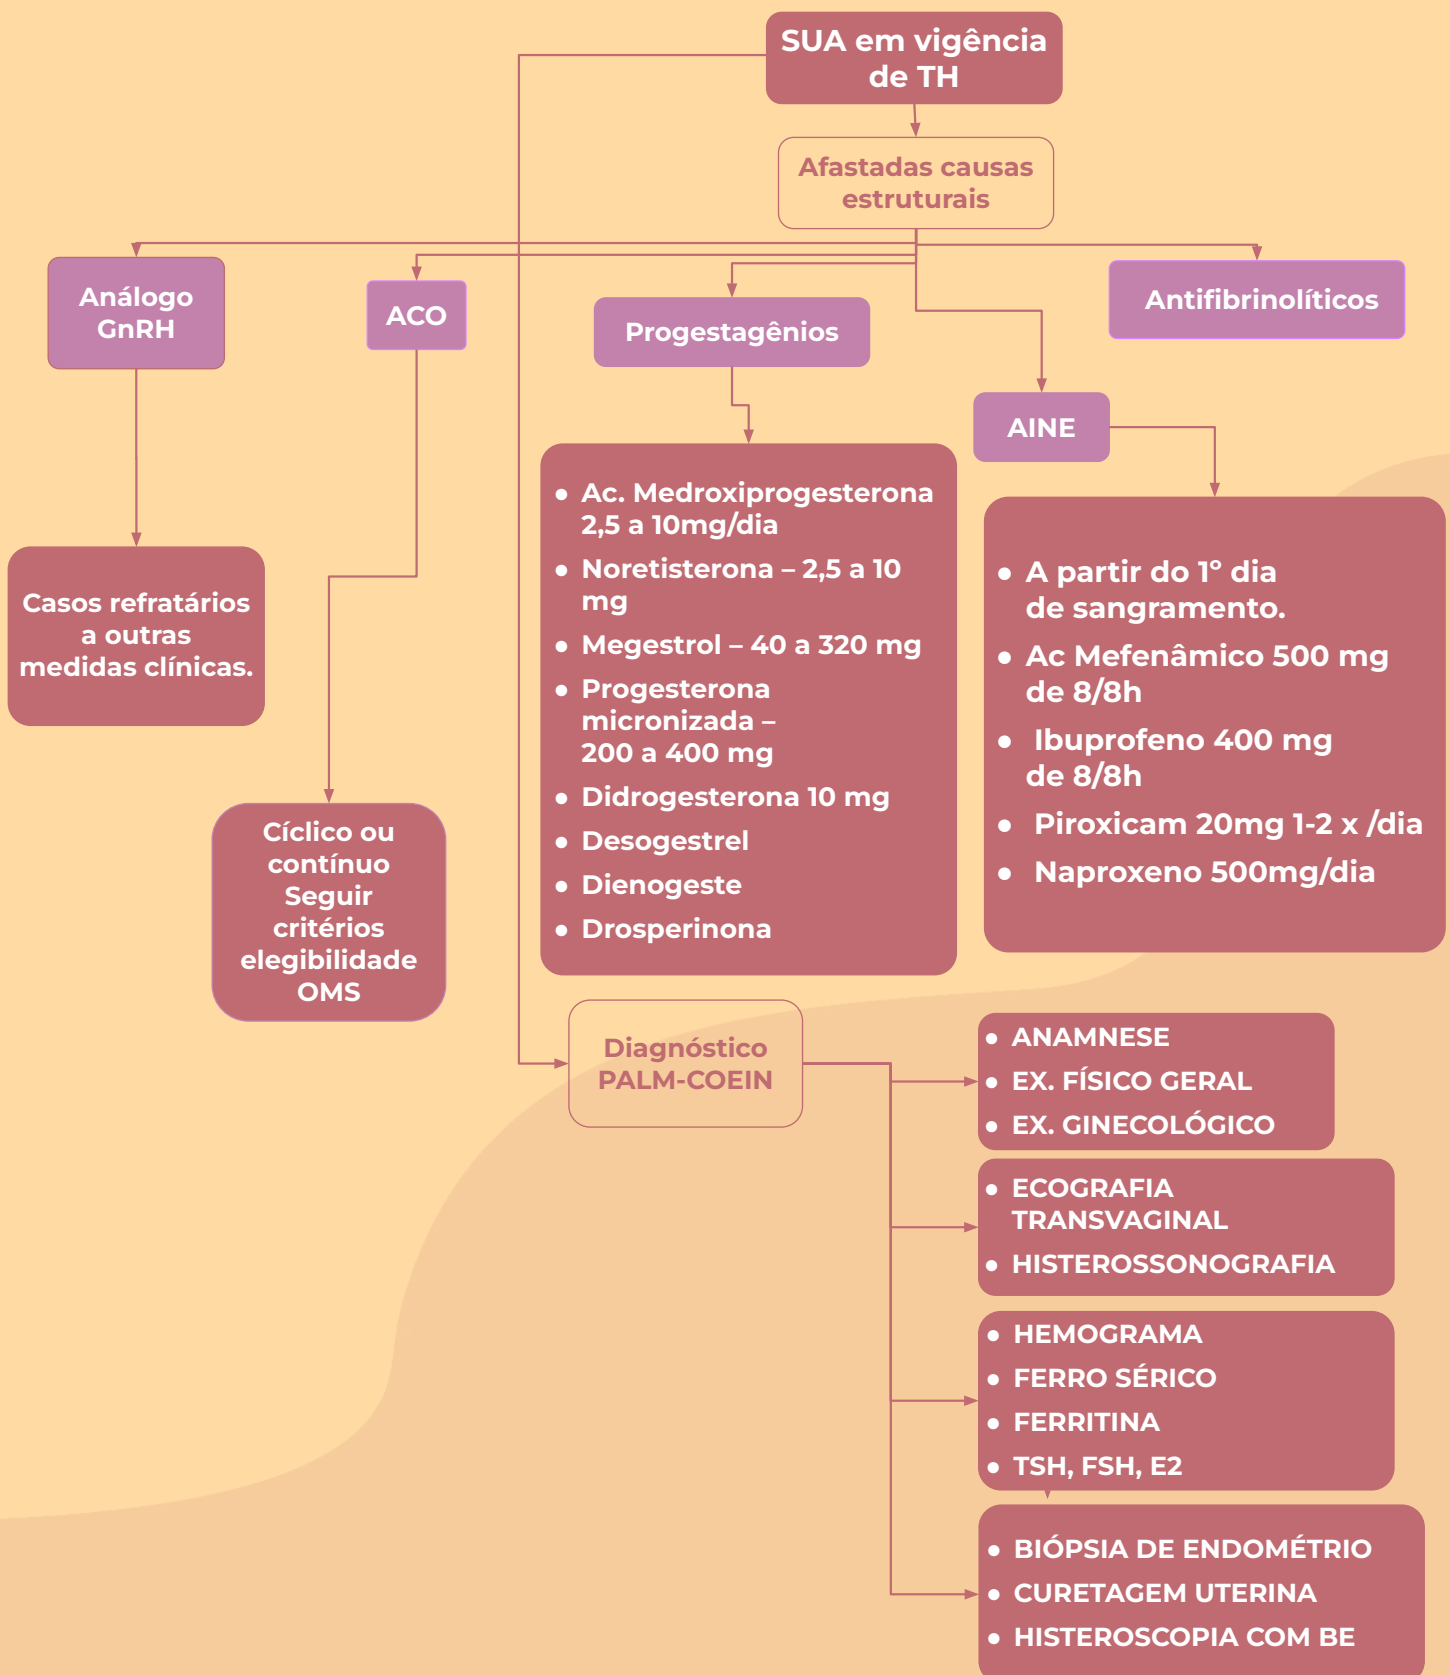 SUA em vigência
de TH
Afastadas causas
estruturais
Análogo
GnRH
ACO
Progestagênios
Antifibrinolíticos
AINE
Casos refratários
a outras
medidas clínicas.
Cíclico ou
contínuo
Seguir
critérios
elegibilidade
OMS
● Ac. Medroxiprogesterona
2,5 a 10mg/dia
● Noretisterona – 2,5 a 10
mg
● Megestrol – 40 a 320 mg
● Progesterona
micronizada –
200 a 400 mg
● Didrogesterona 10 mg
● Desogestrel
● Dienogeste
● Drosperinona
● A partir do 1º dia
de sangramento.
● Ac Mefenâmico 500 mg
de 8/8h
● Ibuprofeno 400 mg
de 8/8h
● Piroxicam 20mg 1-2 x /dia
● Naproxeno 500mg/dia
Diagnóstico
PALM-COEIN
● ANAMNESE
● EX. FÍSICO GERAL
● EX. GINECOLÓGICO
● ECOGRAFIA
TRANSVAGINAL
● HISTEROSSONOGRAFIA
● HEMOGRAMA
● FERRO SÉRICO
● FERRITINA
● TSH, FSH, E2
● BIÓPSIA DE ENDOMÉTRIO
● CURETAGEM UTERINA
● HISTEROSCOPIA COM BE